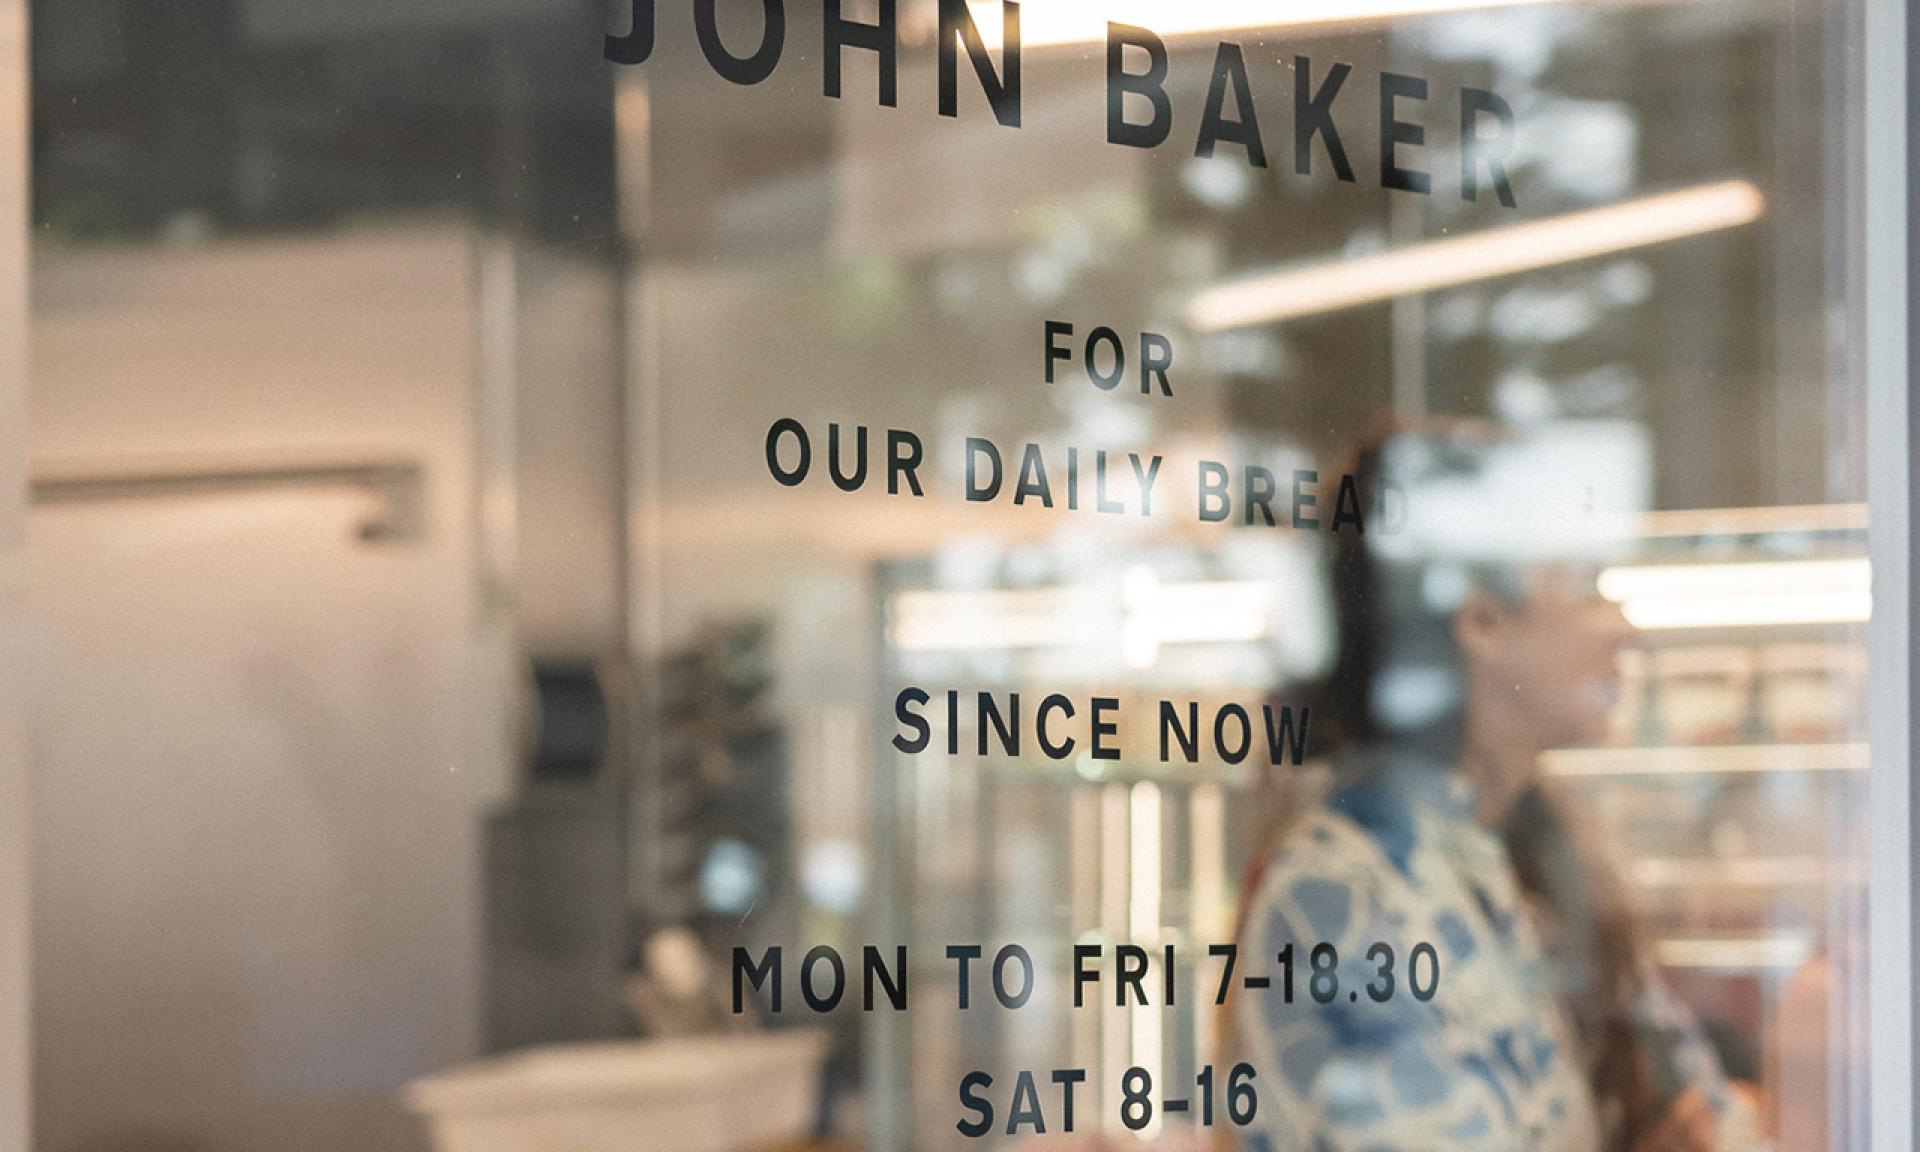 JOHN BAKER
FOR
OUR DAILY BREAD
SINCE NOW
MON TO FRI 7-18.30
SAT 8-16